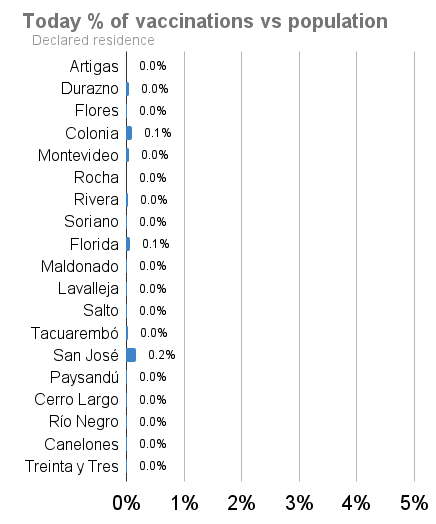 Today % of vaccinations vs population
Declared residence
Artigas 0.0%
Durazno 0.0%
Flores 0.0%
Colonia 0.1%
Montevideo 0.0%
Rocha 0.0%
Rivera 0.0%
Soriano 0.0%
Florida 0.1%
Maldonado 0.0%
Lavalleja 0.0%
Salto 0.0%
Tacuarembó 0.0%
San José 0.2%
Paysandú 0.0%
Cerro Largo 0.0%
Río Negro 0.0%
Canelones 0.0%
Treinta y Tres 0.0%
0% 1% 2% 3% 4% 5%